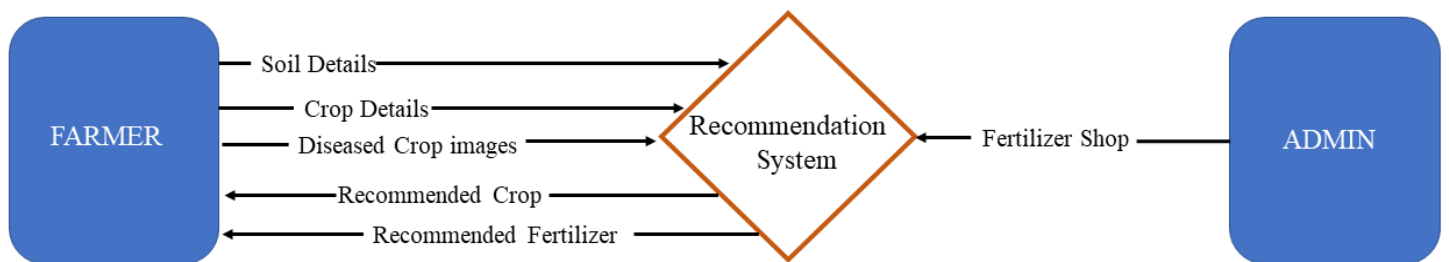 Soil Details
Crop Details
FARMER
Diseased Crop images
Recommended Crop
Recommended Fertilizer
Recommendation
System
Fertilizer Shop
ADMIN